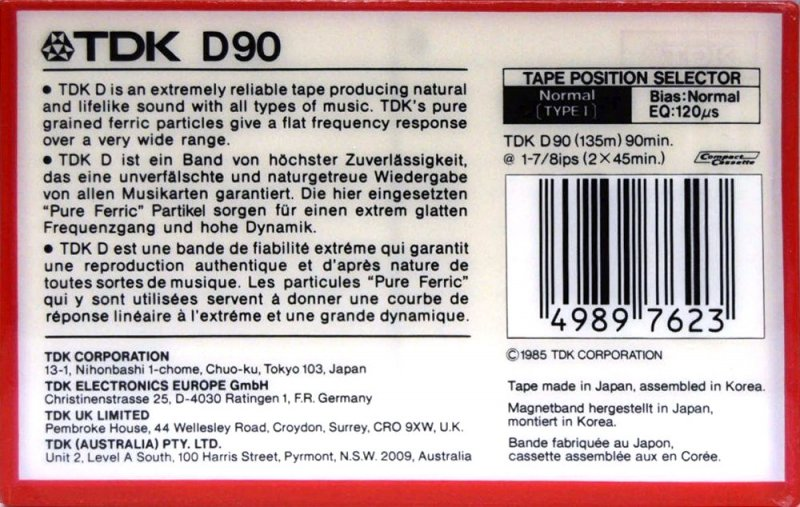 TDK D90
• TDK D is an extremely reliable tape producing natural
and lifelike sound with all types of music. TDK's pure
grained ferric particles give a flat frequency response
over a very wide range.
• TDK D ist ein Band von höchster Zuverlässigkeit,
das eine unverfälschte und naturgetreue Wiedergabe
von allen Musikarten garantiert. Die hier eingesetzten
"Pure Ferric" Partikel sorgen für einen extrem glatten
Frequenzgang und hohe Dynamik.
• TDK D est une bande de fiabilité extrême qui garantit
une reproduction authentique et d'après nature de
toutes sortes de musique. Les particules "Pure Ferric"
qui y sont utilisées servent à donner une courbe de
réponse linéaire à l'extrême et une grande dynamique.
TDK CORPORATION
13-1, Nihonbashi 1-chome, Chuo-ku, Tokyo 103, Japan
TDK ELECTRONICS EUROPE GmbH
Christinenstrasse 25, D-4030 Ratingen 1, F.R. Germany
TDK UK LIMITED
Pembroke House, 44 Wellesley Road, Croydon, Surrey, CRO 9XW, U.K.
TDK (AUSTRALIA) PTY. LTD.
Unit 2, Level A South, 100 Harris Street, Pyrmont, N.S.W. 2009, Australia
TAPE POSITION SELECTOR
Normal
(TYPE I)
Bias:Normal
EQ:120µs
TDK D90 (135m) 90min.
@ 1-7/8ips (2×45min.)
Compact Cassette
4989 7623
©1985 TDK CORPORATION
Tape made in Japan, assembled in Korea.
Magnetband hergestellt in Japan,
montiert in Korea.
Bande fabriquée au Japon,
cassette assemblée aux en Corée.